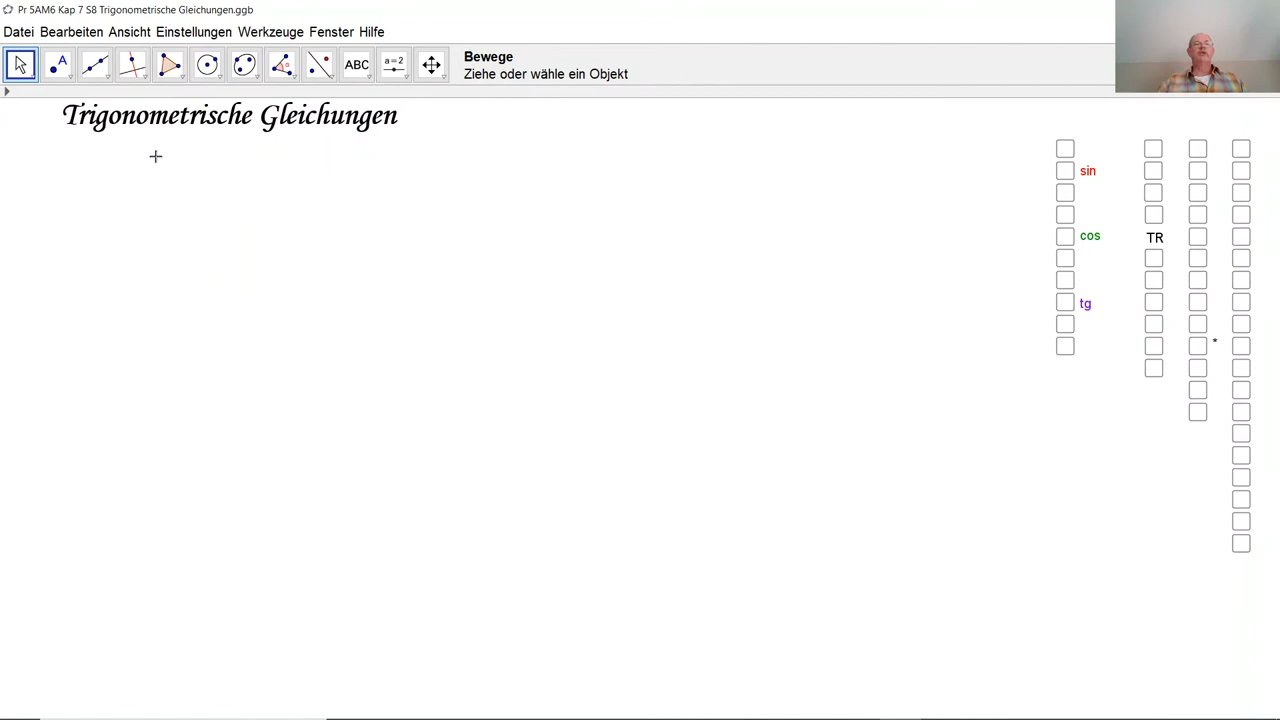 Pr 5AM6 Kap 7 S8 Trigonometrische Gleichungen.ggb
Datei Bearbeiten Ansicht Einstellungen Werkzeuge Fenster Hilfe
A
ABC
a=2
Bewege
Ziehe oder wähle ein Objekt
Trigonometrische Gleichungen
sin
cos
TR
tg
*